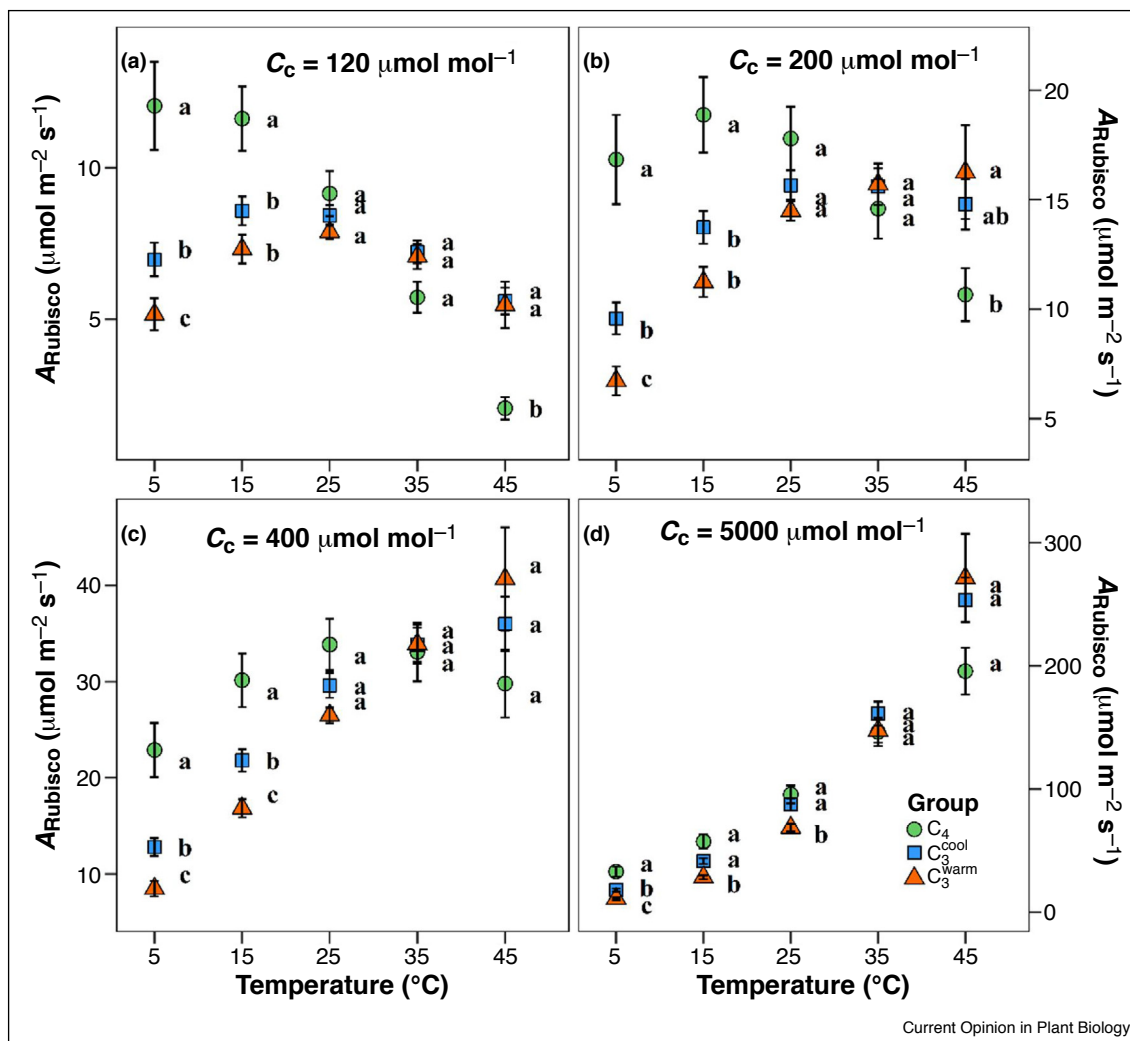 (a) Cc = 120 μmol mol−1
(b) Cc = 200 μmol mol−1
ARubisco (μmol m−2 s−1)
10
5
a
a
a
a
a
a
a
b
b
a
a
a
b
b
a
c
b
20
15
10
5
ARubisco (μmol m−2 s−1)
a
a
a
a
a
a
a
a
a
b
ab
b
b
b
c
5 15 25 35 45
5 15 25 35 45
(c) Cc = 400 μmol mol−1
(d) Cc = 5000 μmol mol−1
ARubisco (μmol m−2 s−1)
40
30
20
10
a
a
a
a
a
a
a
a
a
a
a
b
c
b
c
300
200
100
0
ARubisco (μmol m−2 s−1)
a
a
a
a
a
a
a
a
b
a
a
b
a
b
c
Group
C4
C3cool
C3warm
5 15 25 35 45
5 15 25 35 45
Temperature (°C)
Temperature (°C)
Current Opinion in Plant Biology